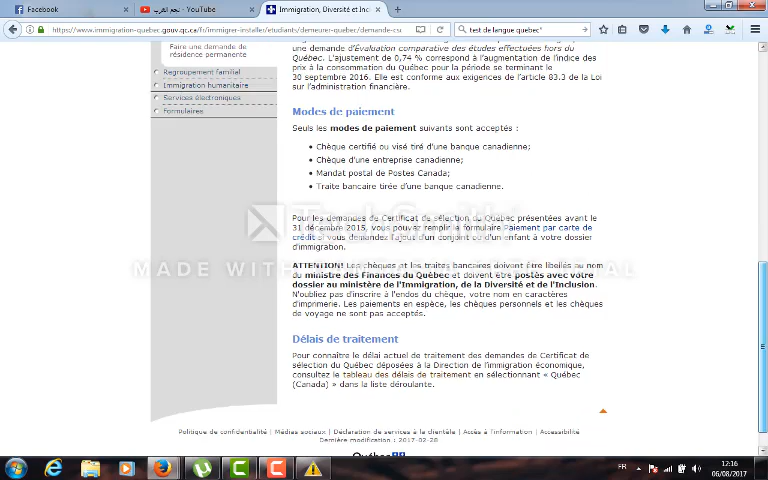 Facebook
YouTube - نجم الغرب
Immigration, Diversité et Incl
https://www.immigration-quebec.gouv.qc.ca/fr/immigrer-installer/etudiants/demeurer-quebec/demande-csq
test de langue quebec"
Faire une demande de
résidence permanente
Regroupement familial
Immigration humanitaire
Services électroniques
Formulaires
une demande d'Évaluation comparative des études effectuées hors du
Québec. L'ajustement de 0,74 % correspond à l'augmentation de l'indice des
prix à la consommation du Québec pour la période se terminant le
30 septembre 2016. Elle est conforme aux exigences de l'article 83.3 de la Loi
sur l'administration financière.
Modes de paiement
Seuls les modes de paiement suivants sont acceptés :
• Chèque certifié ou visé tiré d'une banque canadienne;
• Chèque d'une entreprise canadienne;
• Mandat postal de Postes Canada;
• Traite bancaire tirée d'une banque canadienne.
Pour les demandes de Certificat de sélection du Québec présentées avant le
31 décembre 2015, vous pouvez remplir le formulaire Paiement par carte de
crédit si vous demandez l'ajout d'un conjoint ou d'un enfant à votre dossier
d'immigration.
MADE WITH
ATTENTION! Les chèques et les traites bancaires doivent être libellés au nom
du ministre des Finances du Québec et doivent être postés avec votre
dossier au ministère de l'Immigration, de la Diversité et de l'Inclusion.
N'oubliez pas d'inscrire à l'endos du chèque, votre nom en caractères
d'imprimerie. Les paiements en espèce, les chèques personnels et les chèques
de voyage ne sont pas acceptés.
Délais de traitement
Pour connaître le délai actuel de traitement des demandes de Certificat de
sélection du Québec déposées à la Direction de l'immigration économique,
consultez le tableau des délais de traitement en sélectionnant « Québec
(Canada) » dans la liste déroulante.
Politique de confidentialité | Médias sociaux | Déclaration de services à la clientèle | Accès à l'information | Accessibilité
Dernière modification : 2017-02-28
Québec
FR
12:16
06/08/2017